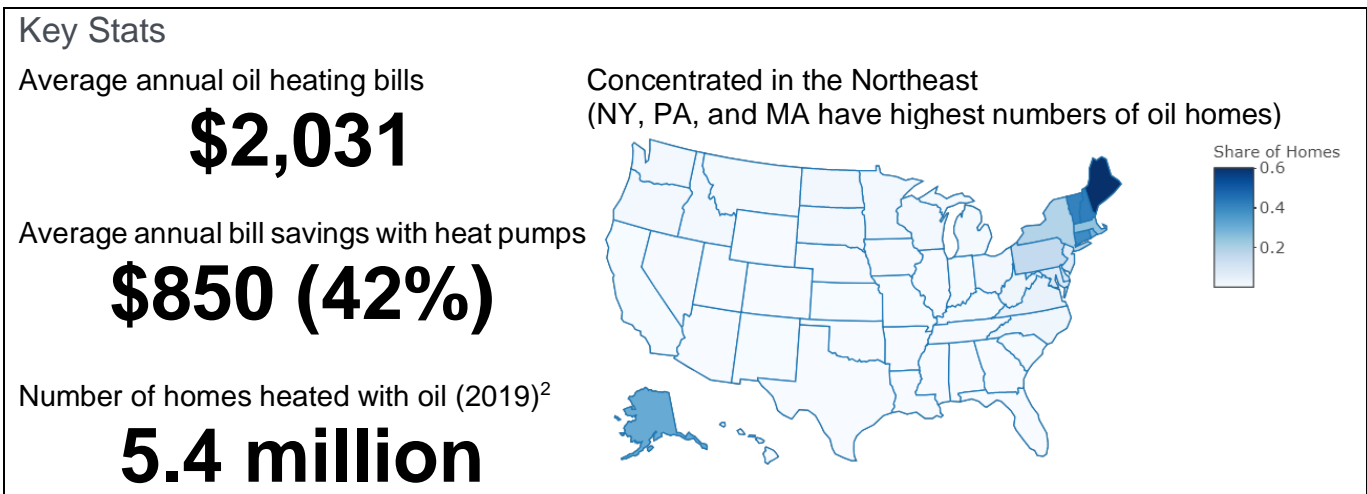 Key Stats
Average annual oil heating bills
$2,031
Average annual bill savings with heat pumps
$850 (42%)
Number of homes heated with oil (2019)²
5.4 million
Concentrated in the Northeast
(NY, PA, and MA have highest numbers of oil homes)
Share of Homes
0.6
0.4
0.2